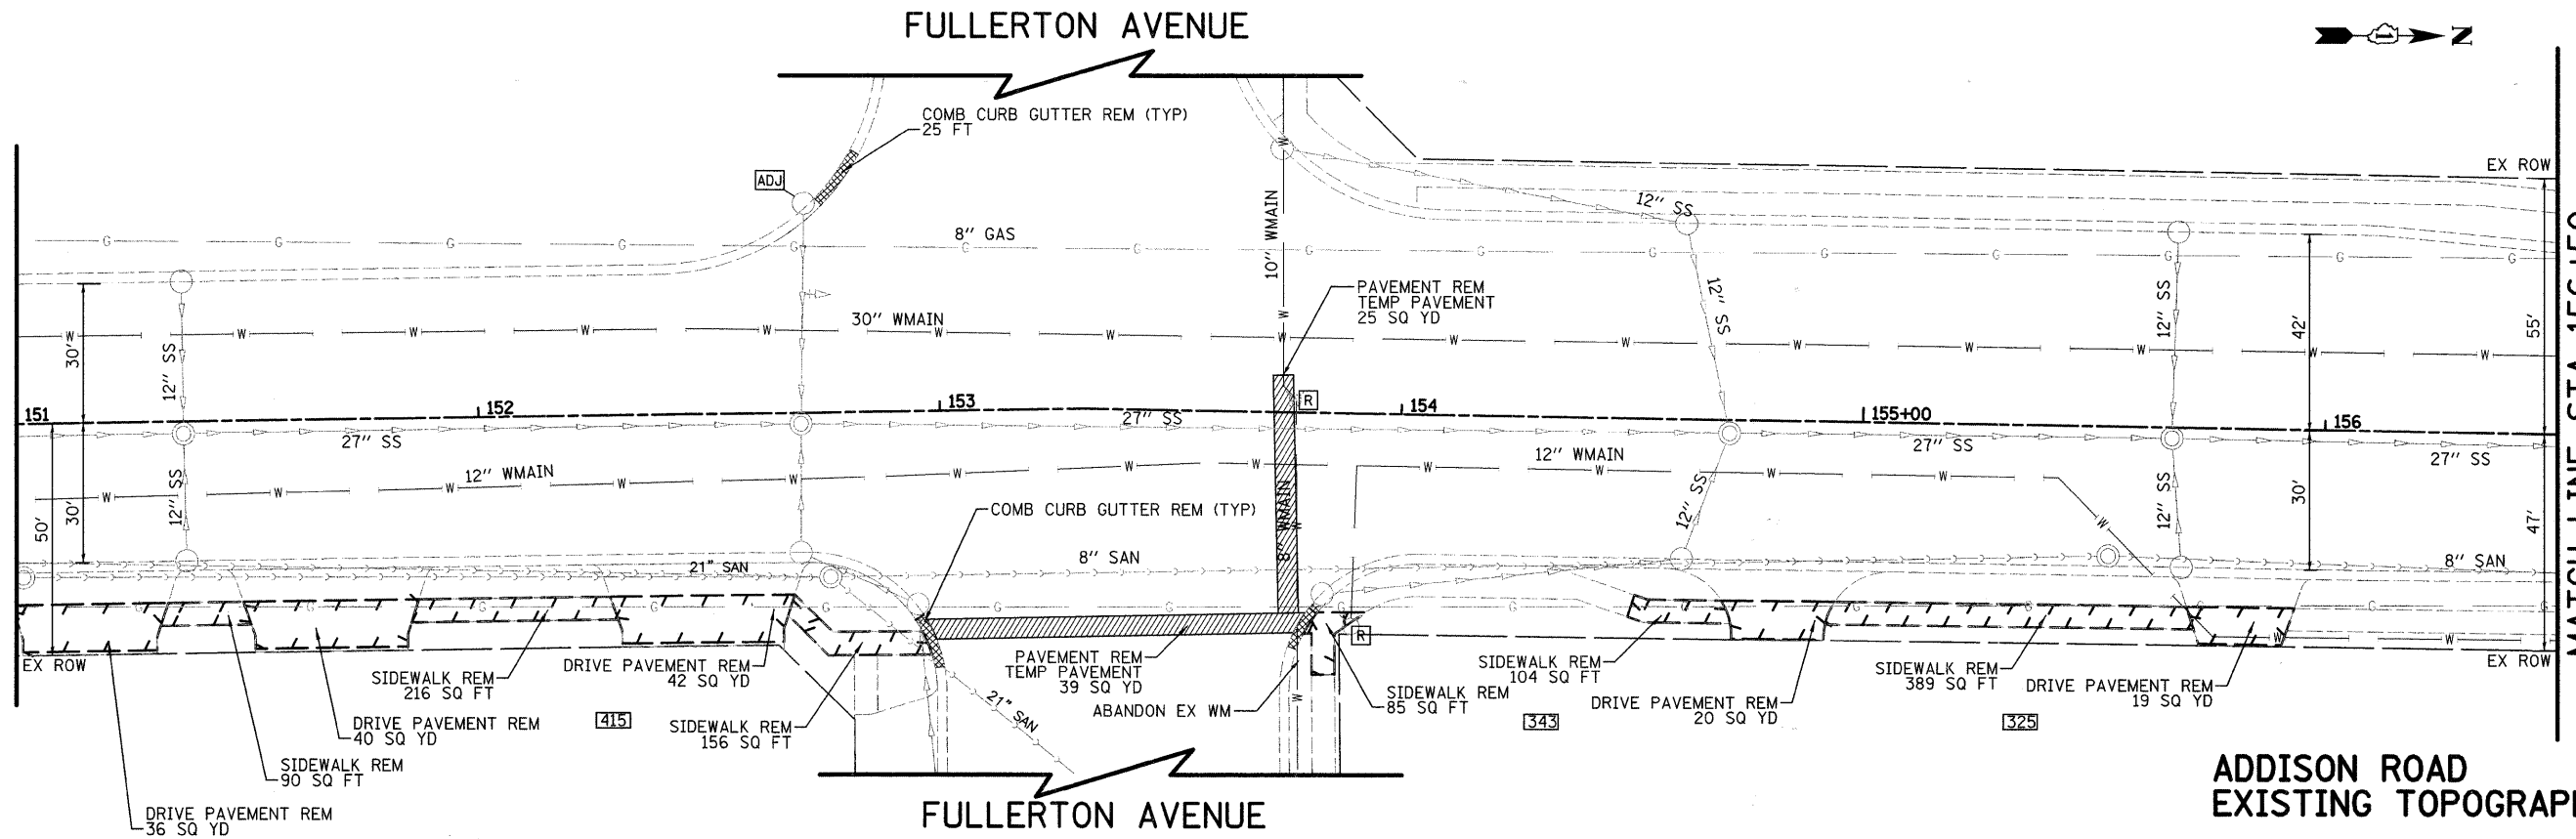 FULLERTON AVENUE
N
COMB CURB GUTTER REM (TYP)
25 FT
ADJ
EX ROW
12" SS
8" GAS
10" WMAIN
PAVEMENT REM
TEMP PAVEMENT
25 SQ YD
12" SS
12" SS
42'
55'
30" WMAIN
30'
12" SS
151
152
153
R
154
155+00
156
27" SS
27" SS
27" SS
27" SS
12" WMAIN
12" WMAIN
50'
30'
12" SS
8" WMAIN
12" SS
12" SS
30'
47'
COMB CURB GUTTER REM (TYP)
21" SAN
8" SAN
8" SAN
EX ROW
SIDEWALK REM
216 SQ FT
DRIVE PAVEMENT REM
42 SQ YD
PAVEMENT REM
TEMP PAVEMENT
39 SQ YD
R
SIDEWALK REM
85 SQ FT
SIDEWALK REM
104 SQ FT
SIDEWALK REM
389 SQ FT
EX ROW
DRIVE PAVEMENT REM
19 SQ YD
DRIVE PAVEMENT REM
20 SQ YD
DRIVE PAVEMENT REM
40 SQ YD
415
SIDEWALK REM
156 SQ FT
21" SAN
ABANDON EX WM
343
325
SIDEWALK REM
90 SQ FT
DRIVE PAVEMENT REM
36 SQ YD
FULLERTON AVENUE
ADDISON ROAD
EXISTING